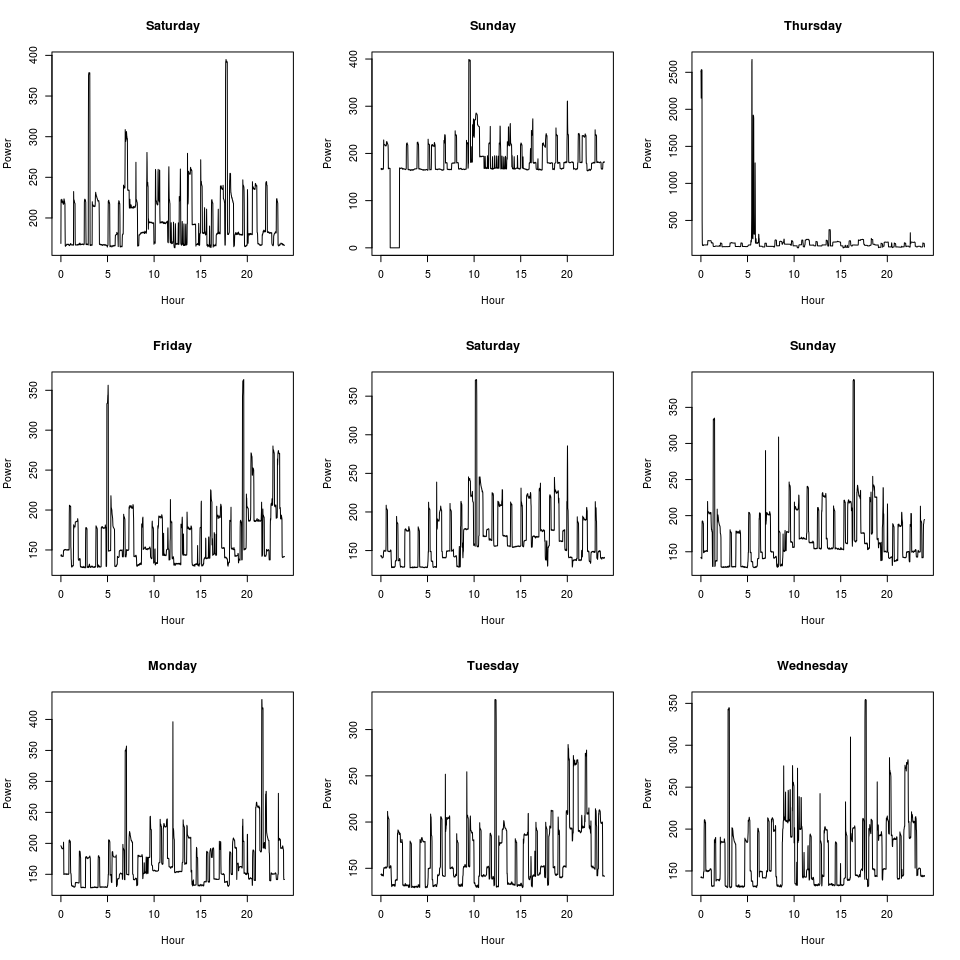 Saturday Sunday Thursday
Power 200 250 300 350 400
0 5 10 15 20
Hour
Power 0 100 200 300 400
0 5 10 15 20
Hour
Power 500 1000 1500 2000 2500
0 5 10 15 20
Hour
Friday Saturday Sunday
Power 150 200 250 300 350
0 5 10 15 20
Hour
Power 150 200 250 300 350
0 5 10 15 20
Hour
Power 150 200 250 300 350
0 5 10 15 20
Hour
Monday Tuesday Wednesday
Power 150 200 250 300 350 400
0 5 10 15 20
Hour
Power 150 200 250 300
0 5 10 15 20
Hour
Power 150 200 250 300 350
0 5 10 15 20
Hour